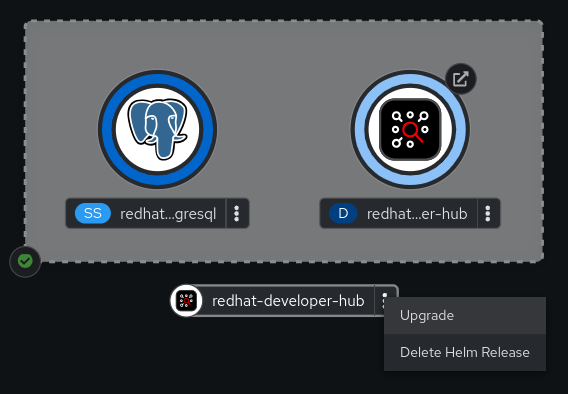 SS redhat...gresql
D redhat...er-hub
redhat-developer-hub
Upgrade
Delete Helm Release